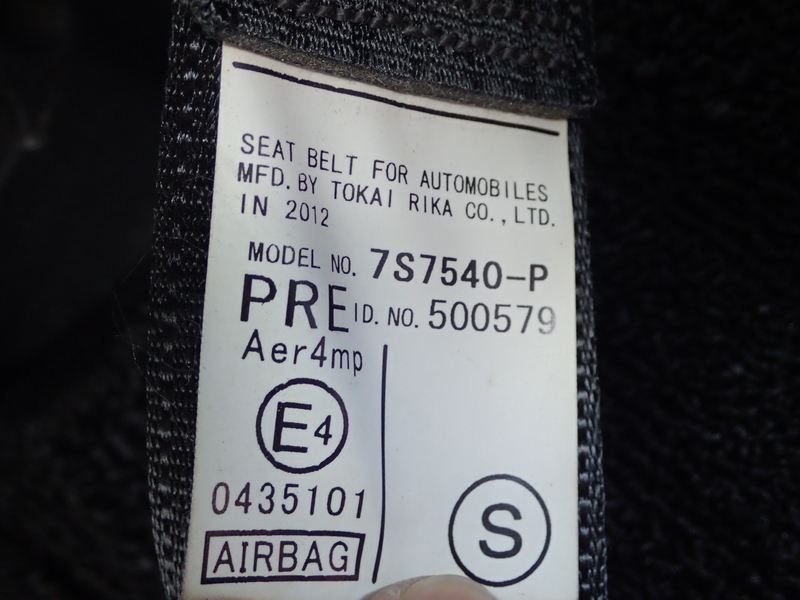 SEAT BELT FOR AUTOMOBILES
MFD. BY TOKAI RIKA CO., LTD.
IN 2012
MODEL NO. 7S7540-P
PRE ID. NO. 500579
Aer4mp
E4
0435101
AIRBAG
S